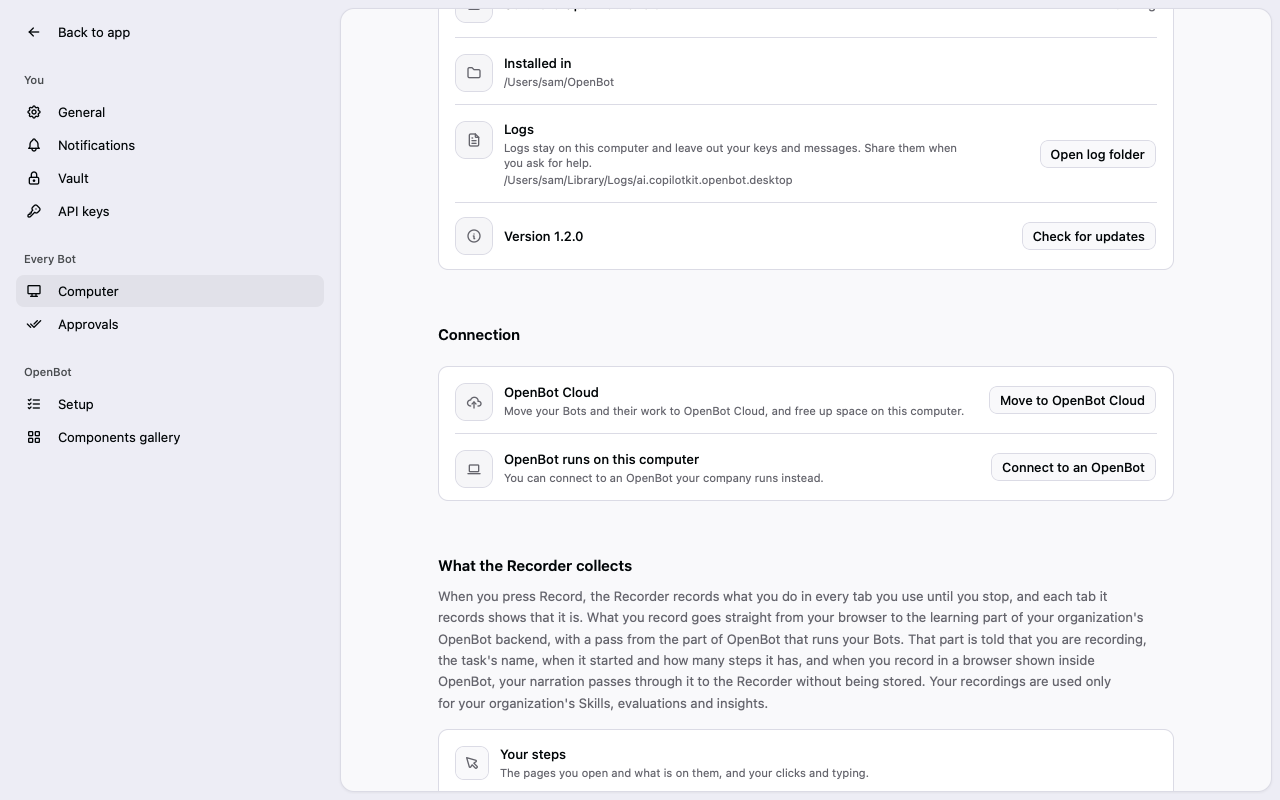 Back to app
You
General
Notifications
Vault
API keys
Every Bot
Computer
Approvals
OpenBot
Setup
Components gallery
Installed in
/Users/sam/OpenBot
Logs
Logs stay on this computer and leave out your keys and messages. Share them when
you ask for help.
/Users/sam/Library/Logs/ai.copilotkit.openbot.desktop
Open log folder
Version 1.2.0
Check for updates
Connection
OpenBot Cloud
Move your Bots and their work to OpenBot Cloud, and free up space on this computer.
Move to OpenBot Cloud
OpenBot runs on this computer
You can connect to an OpenBot your company runs instead.
Connect to an OpenBot
What the Recorder collects
When you press Record, the Recorder records what you do in every tab you use until you stop, and each tab it
records shows that it is. What you record goes straight from your browser to the learning part of your organization's
OpenBot backend, with a pass from the part of OpenBot that runs your Bots. That part is told that you are recording,
the task's name, when it started and how many steps it has, and when you record in a browser shown inside
OpenBot, your narration passes through it to the Recorder without being stored. Your recordings are used only
for your organization's Skills, evaluations and insights.
Your steps
The pages you open and what is on them, and your clicks and typing.